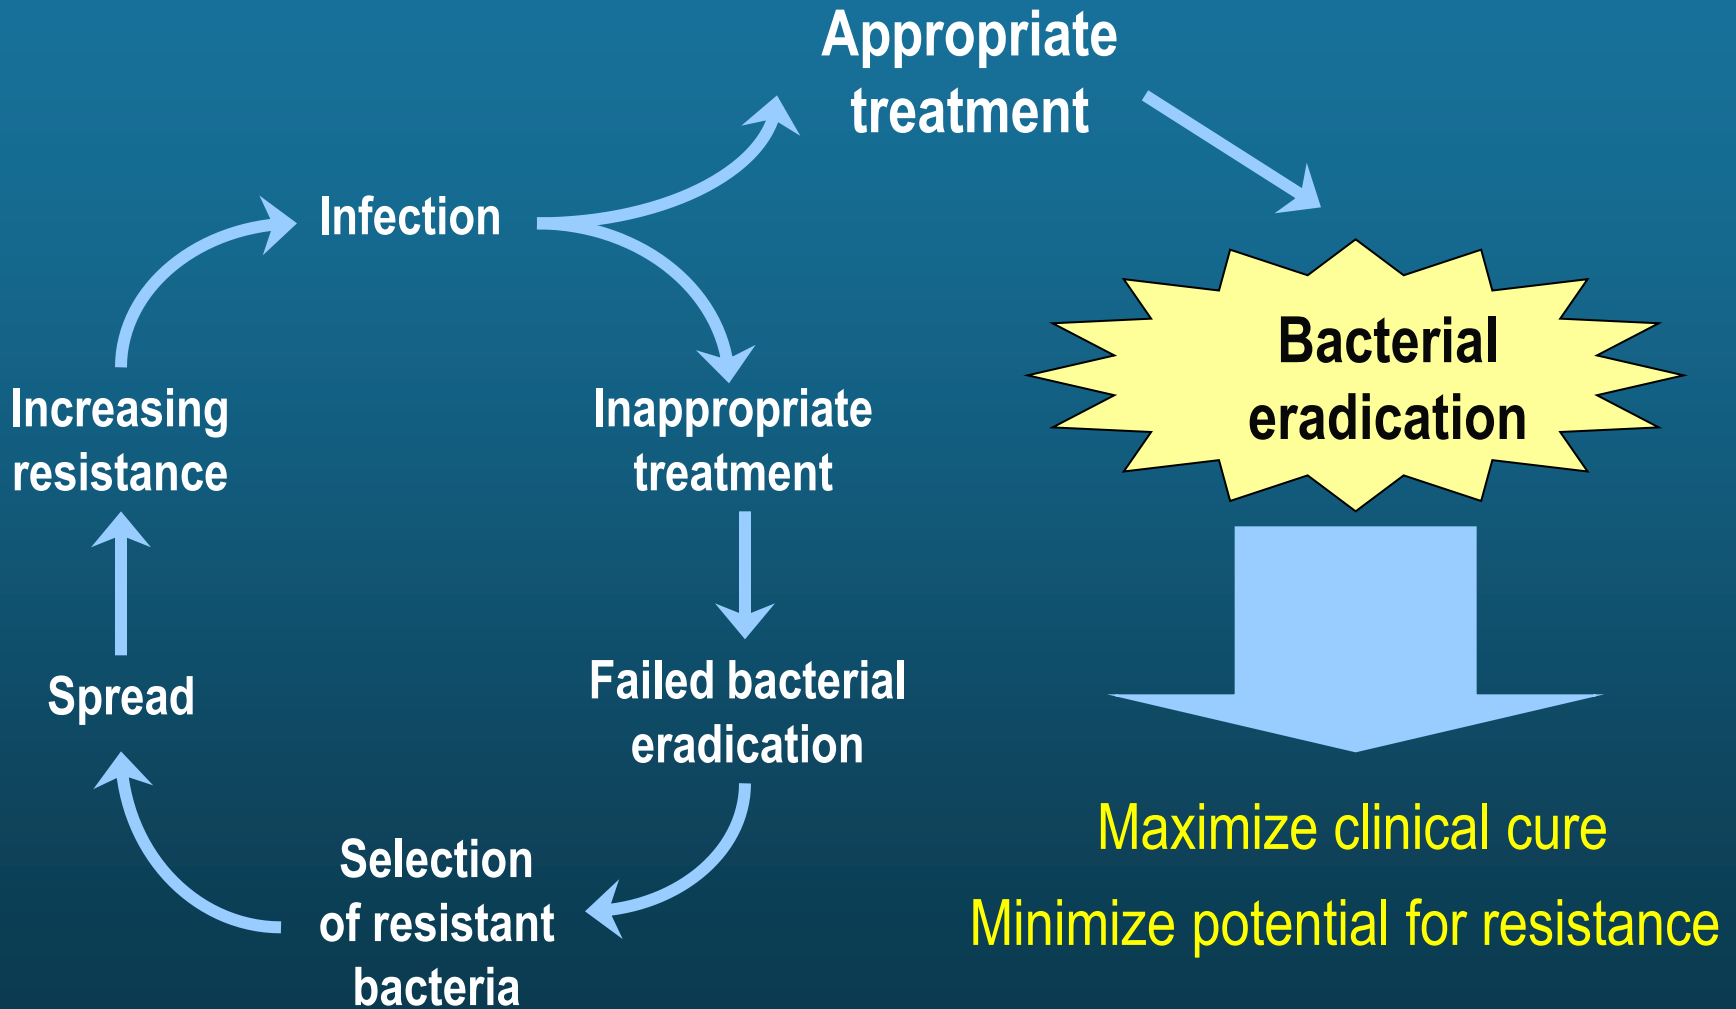 Appropriate
treatment
Infection
Increasing
resistance
Inappropriate
treatment
Bacterial
eradication
Spread
Failed bacterial
eradication
Selection
of resistant
bacteria
Maximize clinical cure
Minimize potential for resistance